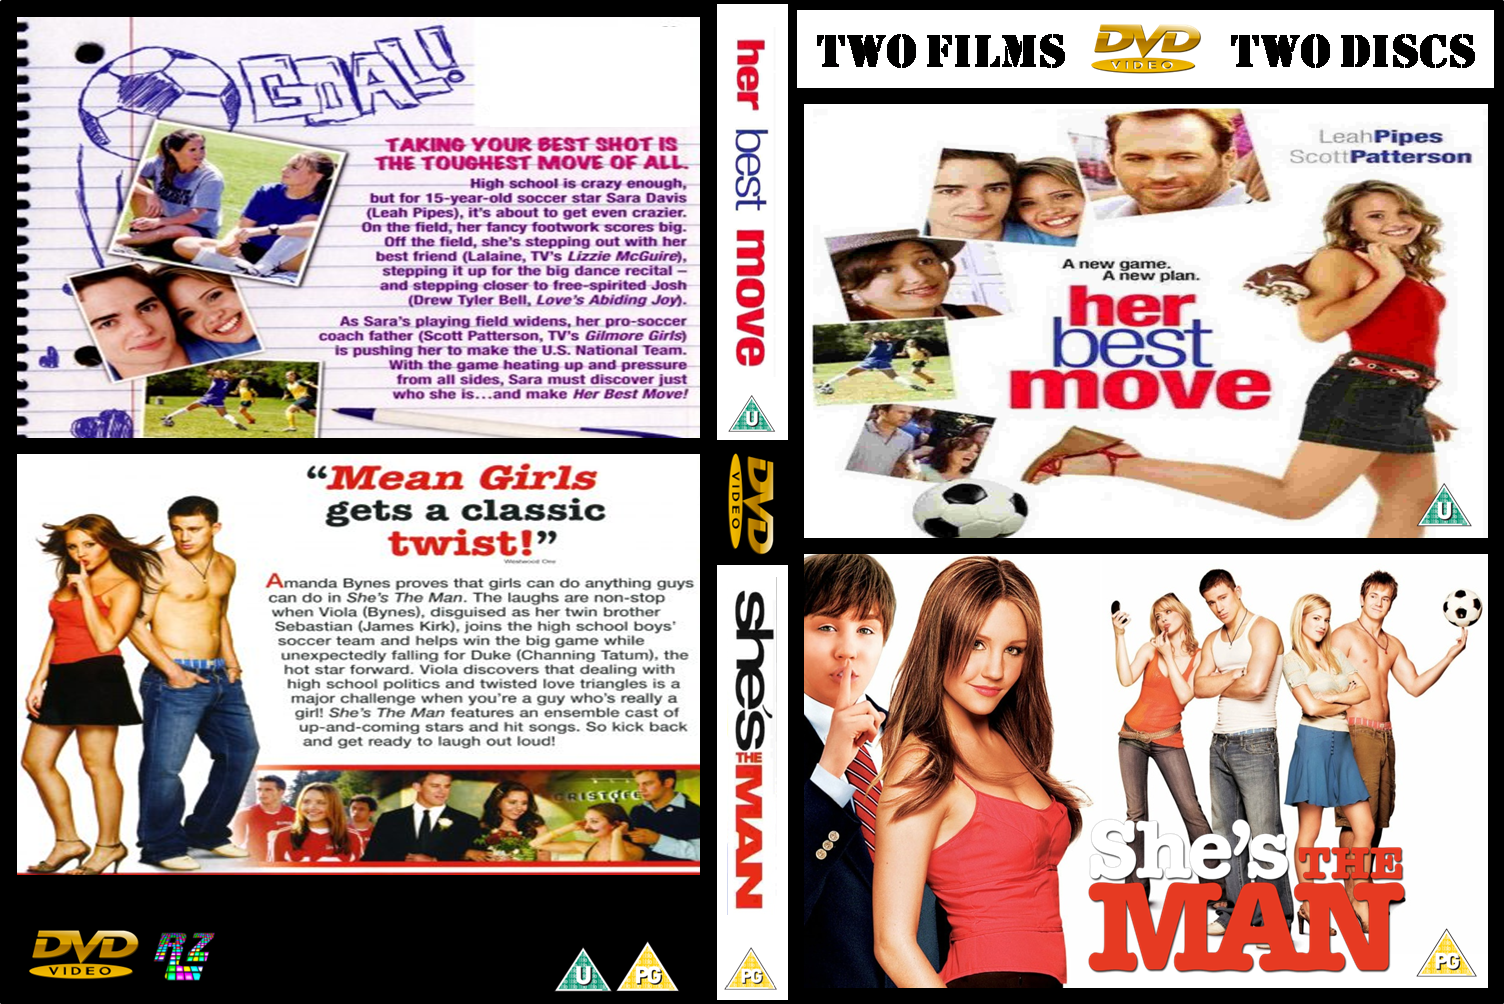 GOAL!
TAKING YOUR BEST SHOT IS
THE TOUGHEST MOVE OF ALL.
High school is crazy enough,
but for 15-year-old soccer star Sara Davis
(Leah Pipes), it's about to get even crazier.
On the field, her fancy footwork scores big.
Off the field, she's stepping out with her
best friend (Lalaine, TV's Lizzie McGuire),
stepping it up for the big dance recital –
and stepping closer to free-spirited Josh
(Drew Tyler Bell, Love's Abiding Joy).
As Sara's playing field widens, her pro-soccer
coach father (Scott Patterson, TV's Gilmore Girls)
is pushing her to make the U.S. National Team.
With the game heating up and pressure
from all sides, Sara must discover just
who she is...and make Her Best Move!
"Mean Girls
gets a classic
twist!"
Westwood One
Amanda Bynes proves that girls can do anything guys
can do in She's The Man. The laughs are non-stop
when Viola (Bynes), disguised as her twin brother
Sebastian (James Kirk), joins the high school boys'
soccer team and helps win the big game while
unexpectedly falling for Duke (Channing Tatum), the
hot star forward. Viola discovers that dealing with
high school politics and twisted love triangles is a
major challenge when you're a guy who's really a
girl! She's The Man features an ensemble cast of
up-and-coming stars and hit songs. So kick back
and get ready to laugh out loud!
DVD
VIDEO
U
PG
her best move
U
DVD
VIDEO
she's THE MAN
PG
TWO FILMS
DVD
VIDEO
TWO DISCS
LeahPipes
ScottPatterson
A new game.
A new plan.
her
best
move
U
She's THE
MAN
PG